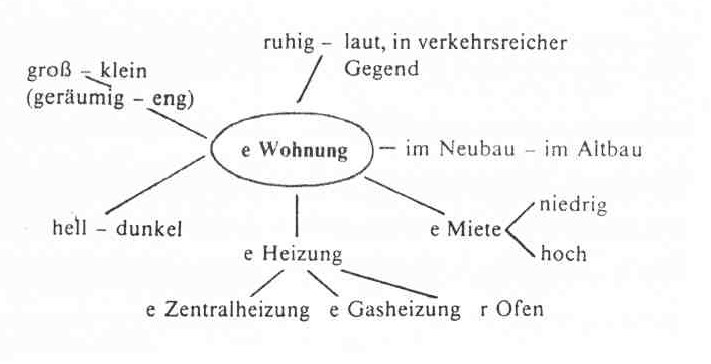 ruhig – laut, in verkehrsreicher
Gegend
groß – klein
(geräumig – eng)
e Wohnung – im Neubau – im Altbau
hell – dunkel
e Miete
niedrig
hoch
e Heizung
e Zentralheizung e Gasheizung r Ofen